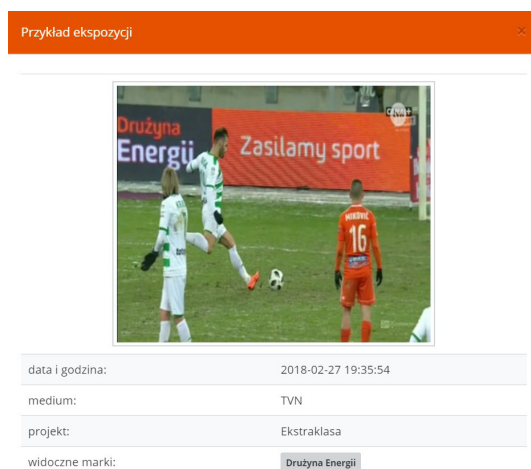 Przykład ekspozycji
×
Drużyna
Energii
Zasilamy sport
CANAL+
16
data i godzina: 2018-02-27 19:35:54
medium: TVN
projekt: Ekstraklasa
widoczne marki: Drużyna Energii